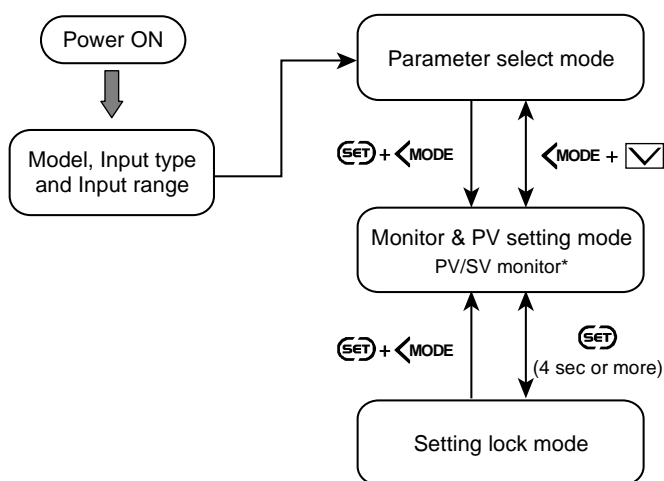 Power ON
Parameter select mode
Model, Input type
and Input range
SET + <MODE
<MODE +
Monitor & PV setting mode
PV/SV monitor*
SET + <MODE
SET
(4 sec or more)
Setting lock mode